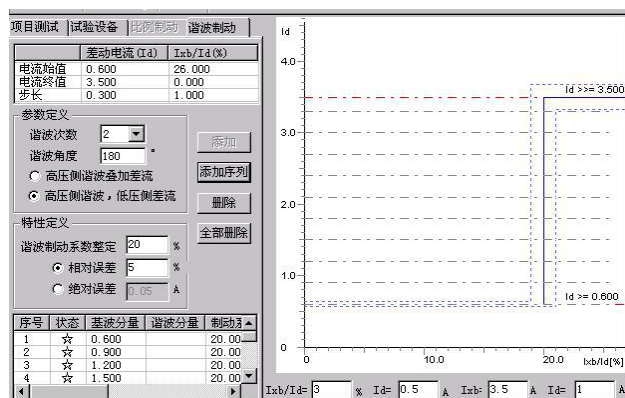 项目测试 试验设备 比例制动 谐波制动
差动电流(Id) Ixb/Id(%)
电流始值 0.600 26.000
电流终值 3.500 0.000
步长 0.300 1.000
参数定义
谐波次数 2
谐波角度 180 °
添加
高压侧谐波叠加差流
添加序列
高压侧谐波，低压侧差流
删除
特性定义
全部删除
谐波制动系数整定 20 %
相对误差 5 %
绝对误差 0.05 A
序号 状态 基波分量 谐波分量 制动系
1 ☆ 0.600 20.00
2 ☆ 0.900 20.00
3 ☆ 1.200 20.00
4 ☆ 1.500 20.00
Id
4.0
Id >>= 3.500
3.0
2.0
1.0
Id >= 0.600
0
0 10.0 20.0 Ixb/Id[%]
Ixb/Id= 3 % Id= 0.5 A Ixb= 3.5 A Id= 1 A